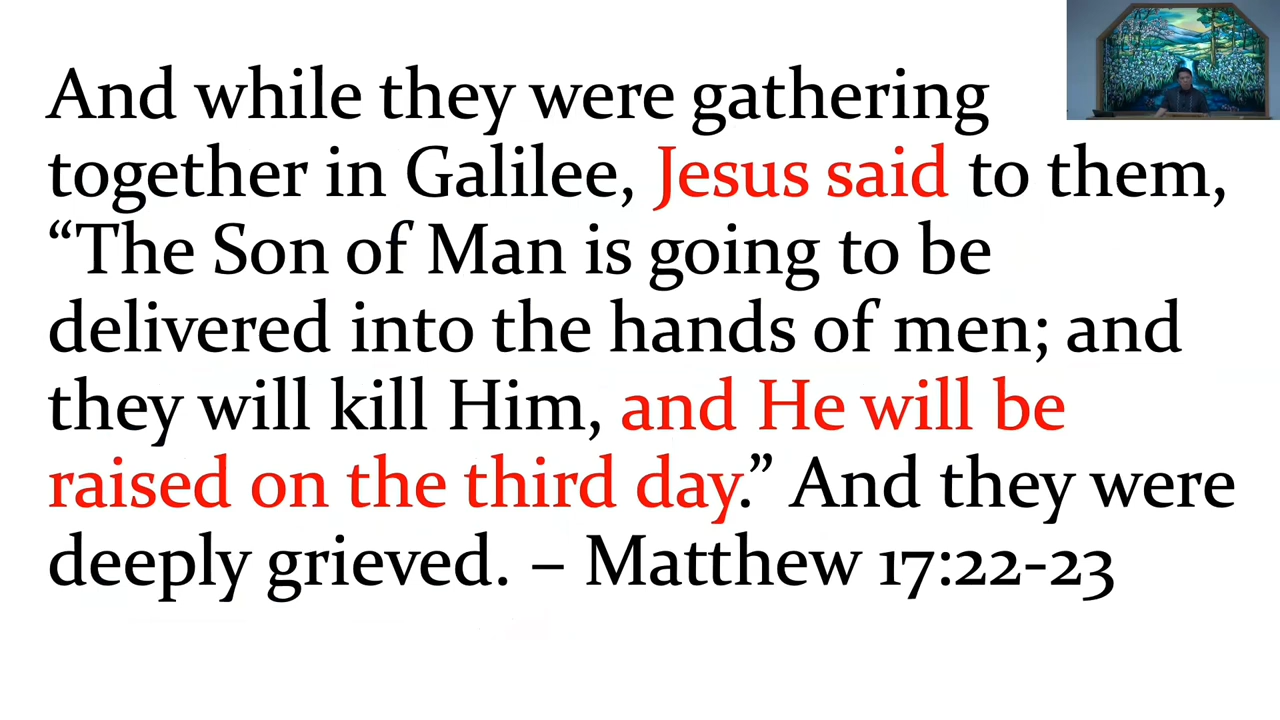 And while they were gathering
together in Galilee, Jesus said to them,
“The Son of Man is going to be
delivered into the hands of men; and
they will kill Him, and He will be
raised on the third day.” And they were
deeply grieved. – Matthew 17:22-23